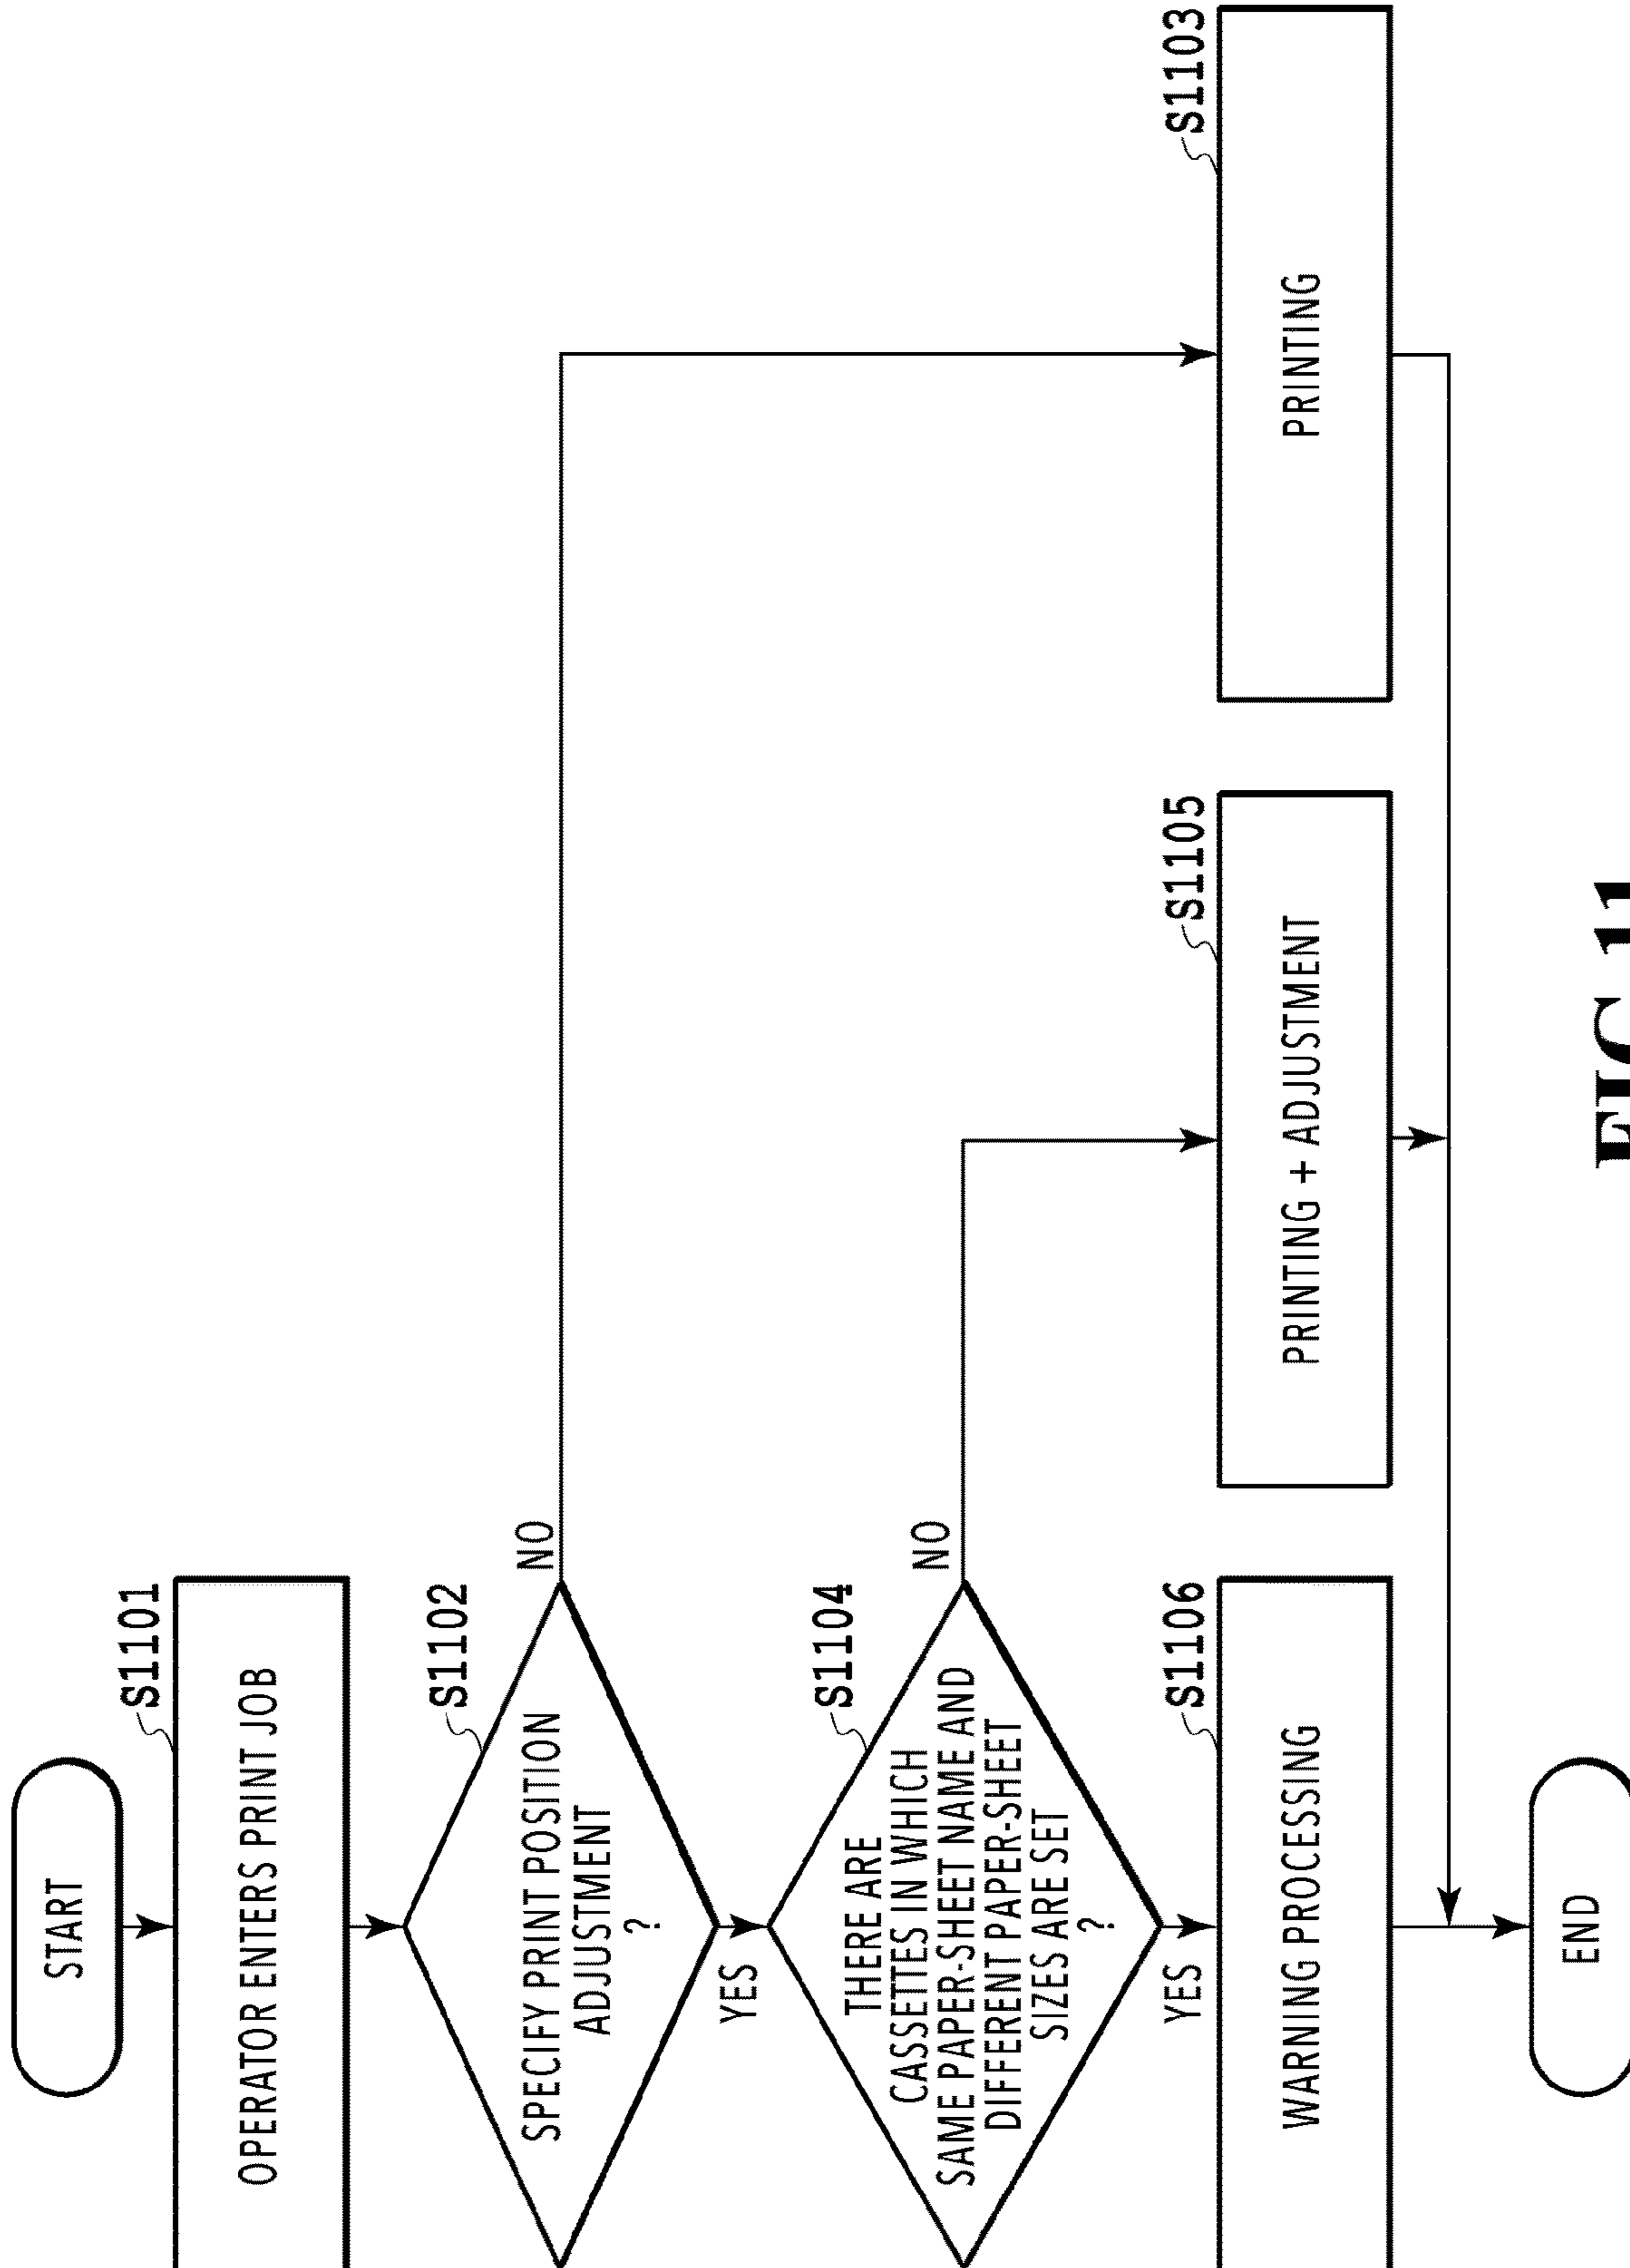 START
S1101
OPERATOR ENTERS PRINT JOB
S1102
SPECIFY PRINT POSITION
ADJUSTMENT
?
NO
YES
S1104
THERE ARE
CASSETTES IN WHICH
SAME PAPER-SHEET NAME AND
DIFFERENT PAPER-SHEET
SIZES ARE SET
?
NO
YES
S1106
WARNING PROCESSING
S1105
PRINTING + ADJUSTMENT
S1103
PRINTING
END
FIG.11